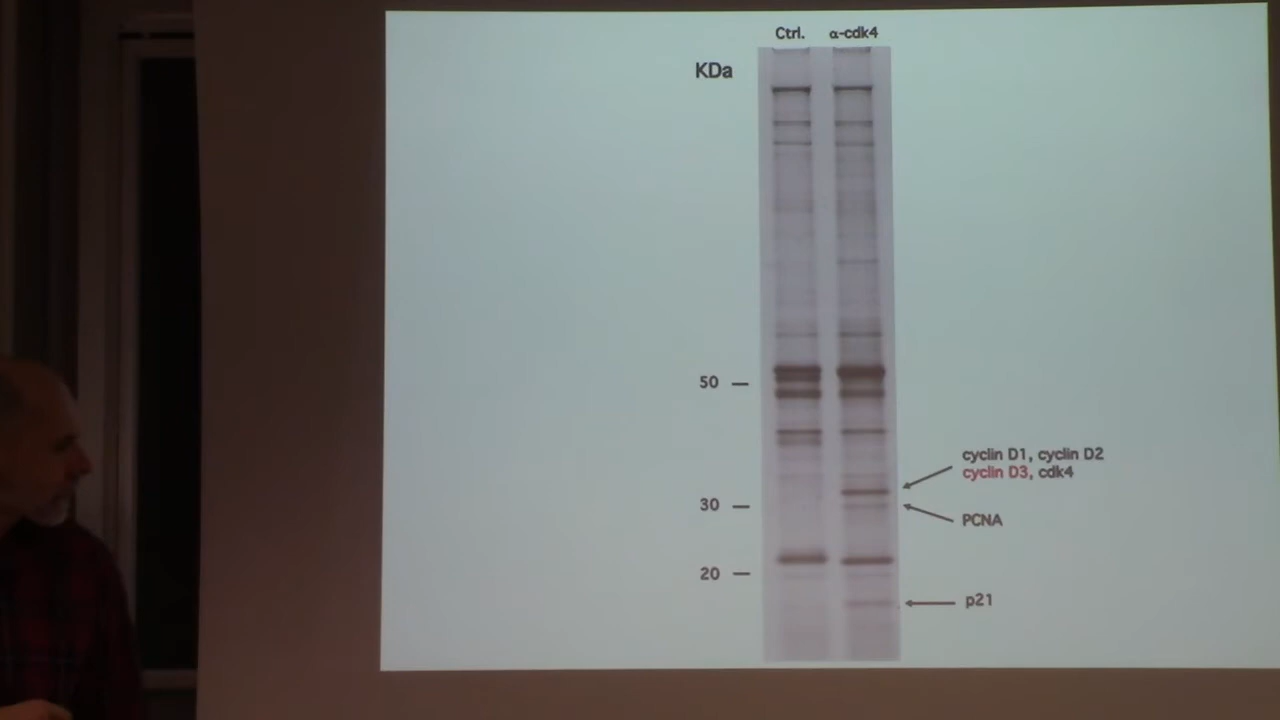 Ctrl. α-cdk4
KDa
50
cyclin D1, cyclin D2
cyclin D3, cdk4
30
PCNA
20
p21